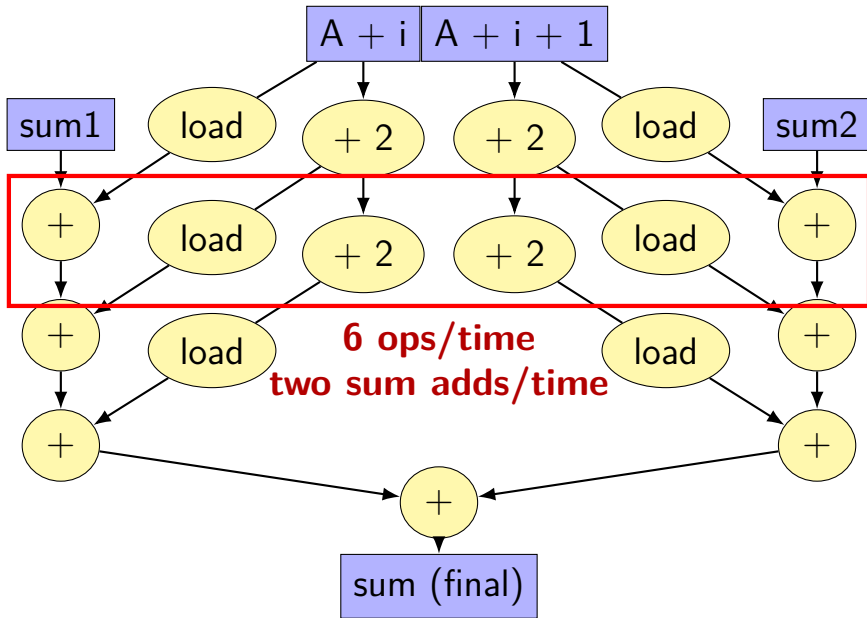 A + i
A + i + 1
sum1
load
+ 2
+ 2
load
sum2
+
load
+ 2
+ 2
load
+
+
load
6 ops/time
two sum adds/time
load
+
+
+
+
sum (final)